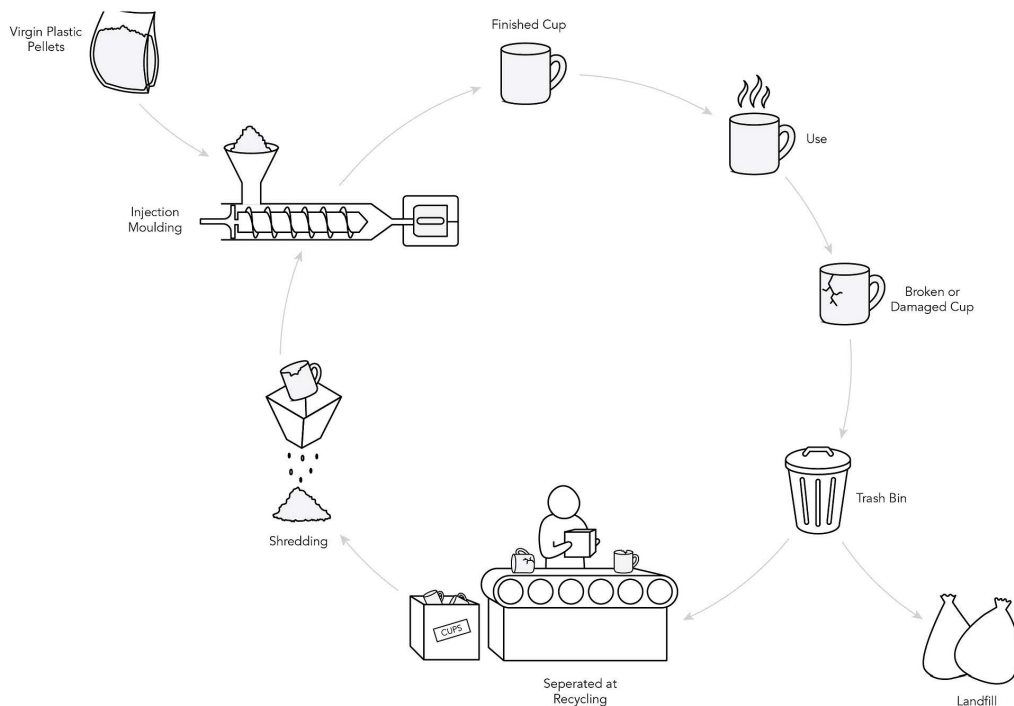 Virgin Plastic
Pellets
Finished Cup
Use
Injection
Moulding
Broken or
Damaged Cup
Trash Bin
Shredding
CUPS
Seperated at
Recycling
Landfill